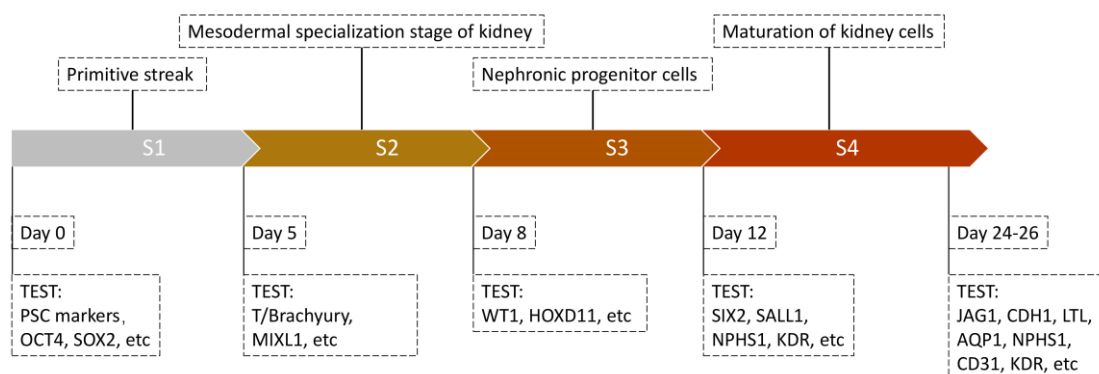 Mesodermal specialization stage of kidney
Maturation of kidney cells
Primitive streak
Nephronic progenitor cells
S1
S2
S3
S4
Day 0
Day 5
Day 8
Day 12
Day 24-26
TEST:
PSC markers、
OCT4, SOX2, etc
TEST:
T/Brachyury,
MIXL1, etc
TEST:
WT1, HOXD11, etc
TEST:
SIX2, SALL1,
NPHS1, KDR, etc
TEST:
JAG1, CDH1, LTL,
AQP1, NPHS1,
CD31, KDR, etc